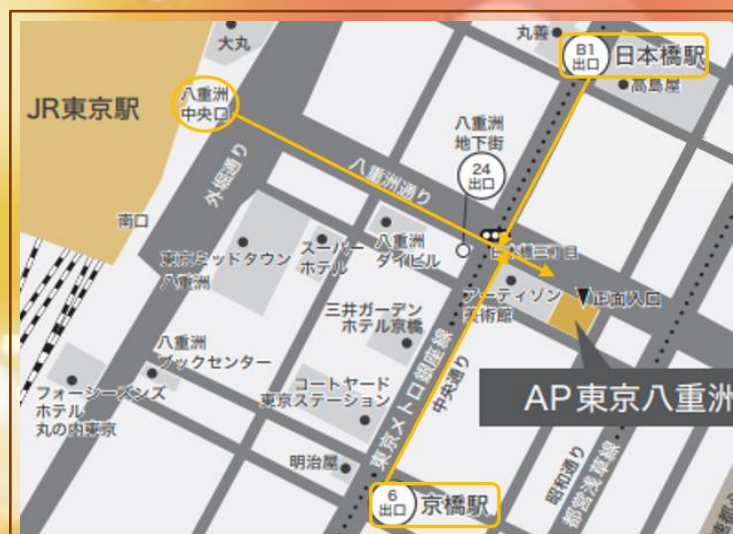 大丸
丸善
B1
出口
日本橋駅
高島屋
JR東京駅
八重洲
中央口
八重洲
地下街
24
出口
外堀通り
八重洲通り
南口
東京ミッドタウン
八重洲
スーパー
ホテル
八重洲
ダイビル
日本橋三丁目
アーティゾン
美術館
正面入口
三井ガーデン
ホテル京橋
八重洲
ブックセンター
フォーシーズンズ
ホテル
丸の内東京
コートヤード
東京ステーション
東京メトロ銀座線
中央通り
AP東京八重洲
明治屋
昭和通り
都営浅草線
6
出口
京橋駅
速都心